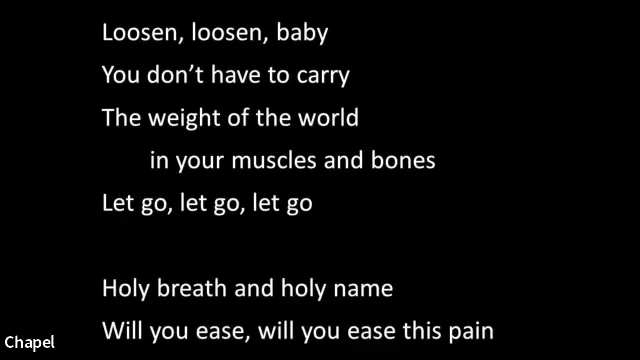 Loosen, loosen, baby
You don’t have to carry
The weight of the world
in your muscles and bones
Let go, let go, let go
Holy breath and holy name
Will you ease, will you ease this pain
Chapel